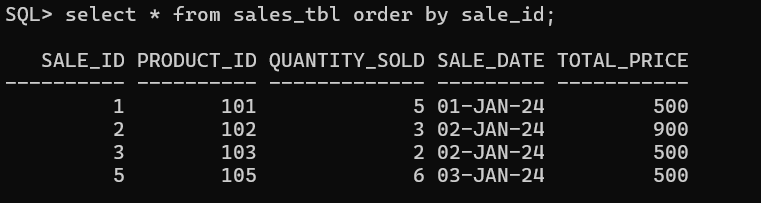 SQL> select * from sales_tbl order by sale_id;
SALE_ID PRODUCT_ID QUANTITY_SOLD SALE_DATE TOTAL_PRICE
---------- ---------- ------------- --------- -----------
1 101 5 01-JAN-24 500
2 102 3 02-JAN-24 900
3 103 2 02-JAN-24 500
5 105 6 03-JAN-24 500